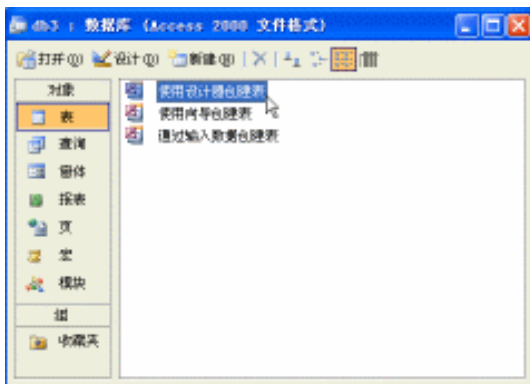 db3 : 数据库 (Access 2000 文件格式)
打开(O) 设计(D) 新建(N)
对象
表
查询
窗体
报表
页
宏
模块
组
收藏夹
使用设计器创建表
使用向导创建表
通过输入数据创建表